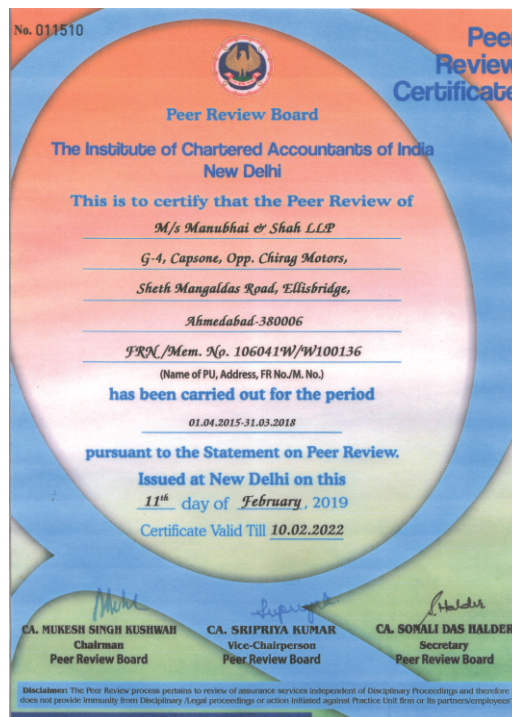 No. 011510
Peer
Review
Certificate
Peer Review Board
The Institute of Chartered Accountants of India
New Delhi
This is to certify that the Peer Review of
M/s Manubhai & Shah LLP
G-4, Capsone, Opp. Chirag Motors,
Sheth Mangaldas Road, Ellisbridge,
Ahmedabad-380006
FRN/Mem. No. 106041W/W100136
(Name of PU, Address, FR No./M. No.)
has been carried out for the period
01.04.2015-31.03.2018
pursuant to the Statement on Peer Review.
Issued at New Delhi on this
11th day of February, 2019
Certificate Valid Till 10.02.2022
CA. MUKESH SINGH KUSHWAH
Chairman
Peer Review Board
CA. SRIPRIYA KUMAR
Vice-Chairperson
Peer Review Board
CA. SOMALI DAS HALDER
Secretary
Peer Review Board
Disclaimer: The Peer Review process pertains to review of assurance services independent of Disciplinary Proceedings and therefore
does not provide immunity from Disciplinary /Legal proceedings or action initiated against Practice Unit firm or its partners/employees"